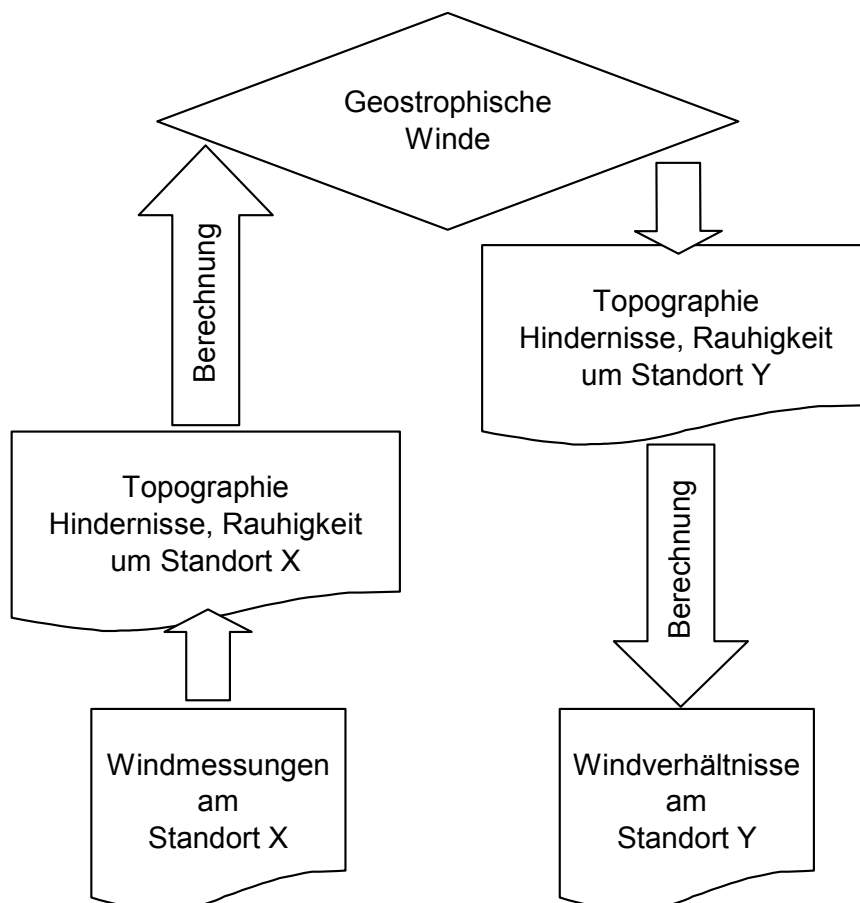 Geostrophische
Winde
Berechnung
Topographie
Hindernisse, Rauhigkeit
um Standort Y
Topographie
Hindernisse, Rauhigkeit
um Standort X
Berechnung
Windmessungen
am
Standort X
Windverhältnisse
am
Standort Y